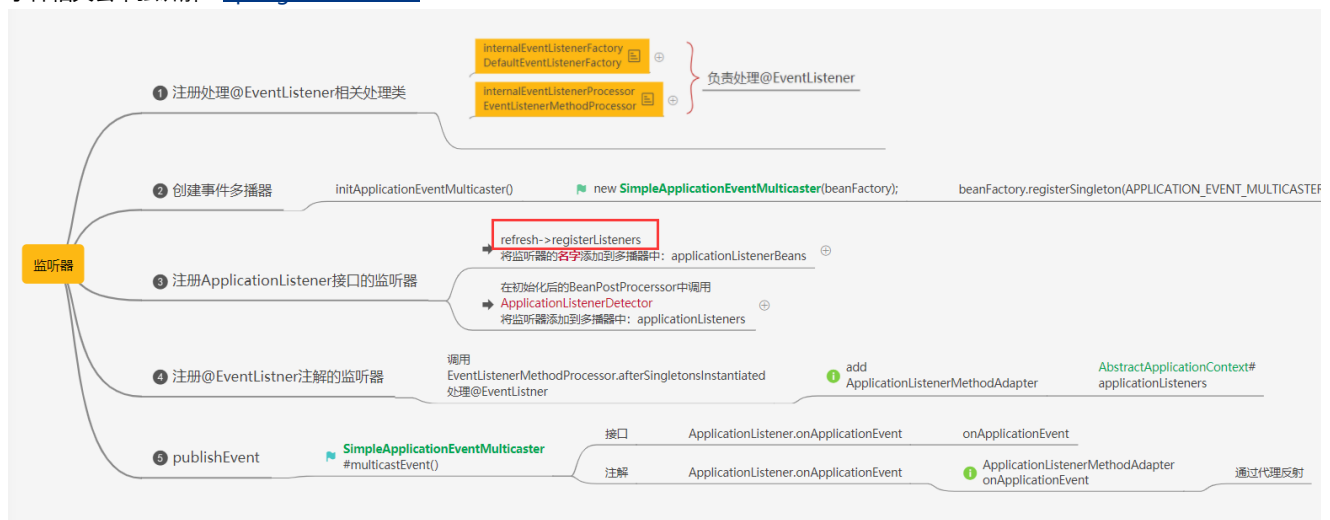 监听器
❶ 注册处理@EventListener相关处理类
internalEventListenerFactory
DefaultEventListenerFactory
internalEventListenerProcessor
EventListenerMethodProcessor
负责处理@EventListener
❷ 创建事件多播器
initApplicationEventMulticaster()
new SimpleApplicationEventMulticaster(beanFactory);
beanFactory.registerSingleton(APPLICATION_EVENT_MULTICASTER
❸ 注册ApplicationListener接口的监听器
refresh->registerListeners
将监听器的名字添加到多播器中：applicationListenerBeans
在初始化后的BeanPostProcerssor中调用
ApplicationListenerDetector
将监听器添加到多播器中：applicationListeners
❹ 注册@EventListner注解的监听器
调用
EventListenerMethodProcessor.afterSingletonsInstantiated
处理@EventListner
add
ApplicationListenerMethodAdapter
AbstractApplicationContext#
applicationListeners
❺ publishEvent
SimpleApplicationEventMulticaster
#multicastEvent()
接口
ApplicationListener.onApplicationEvent
onApplicationEvent
注解
ApplicationListener.onApplicationEvent
ApplicationListenerMethodAdapter
onApplicationEvent
通过代理反射